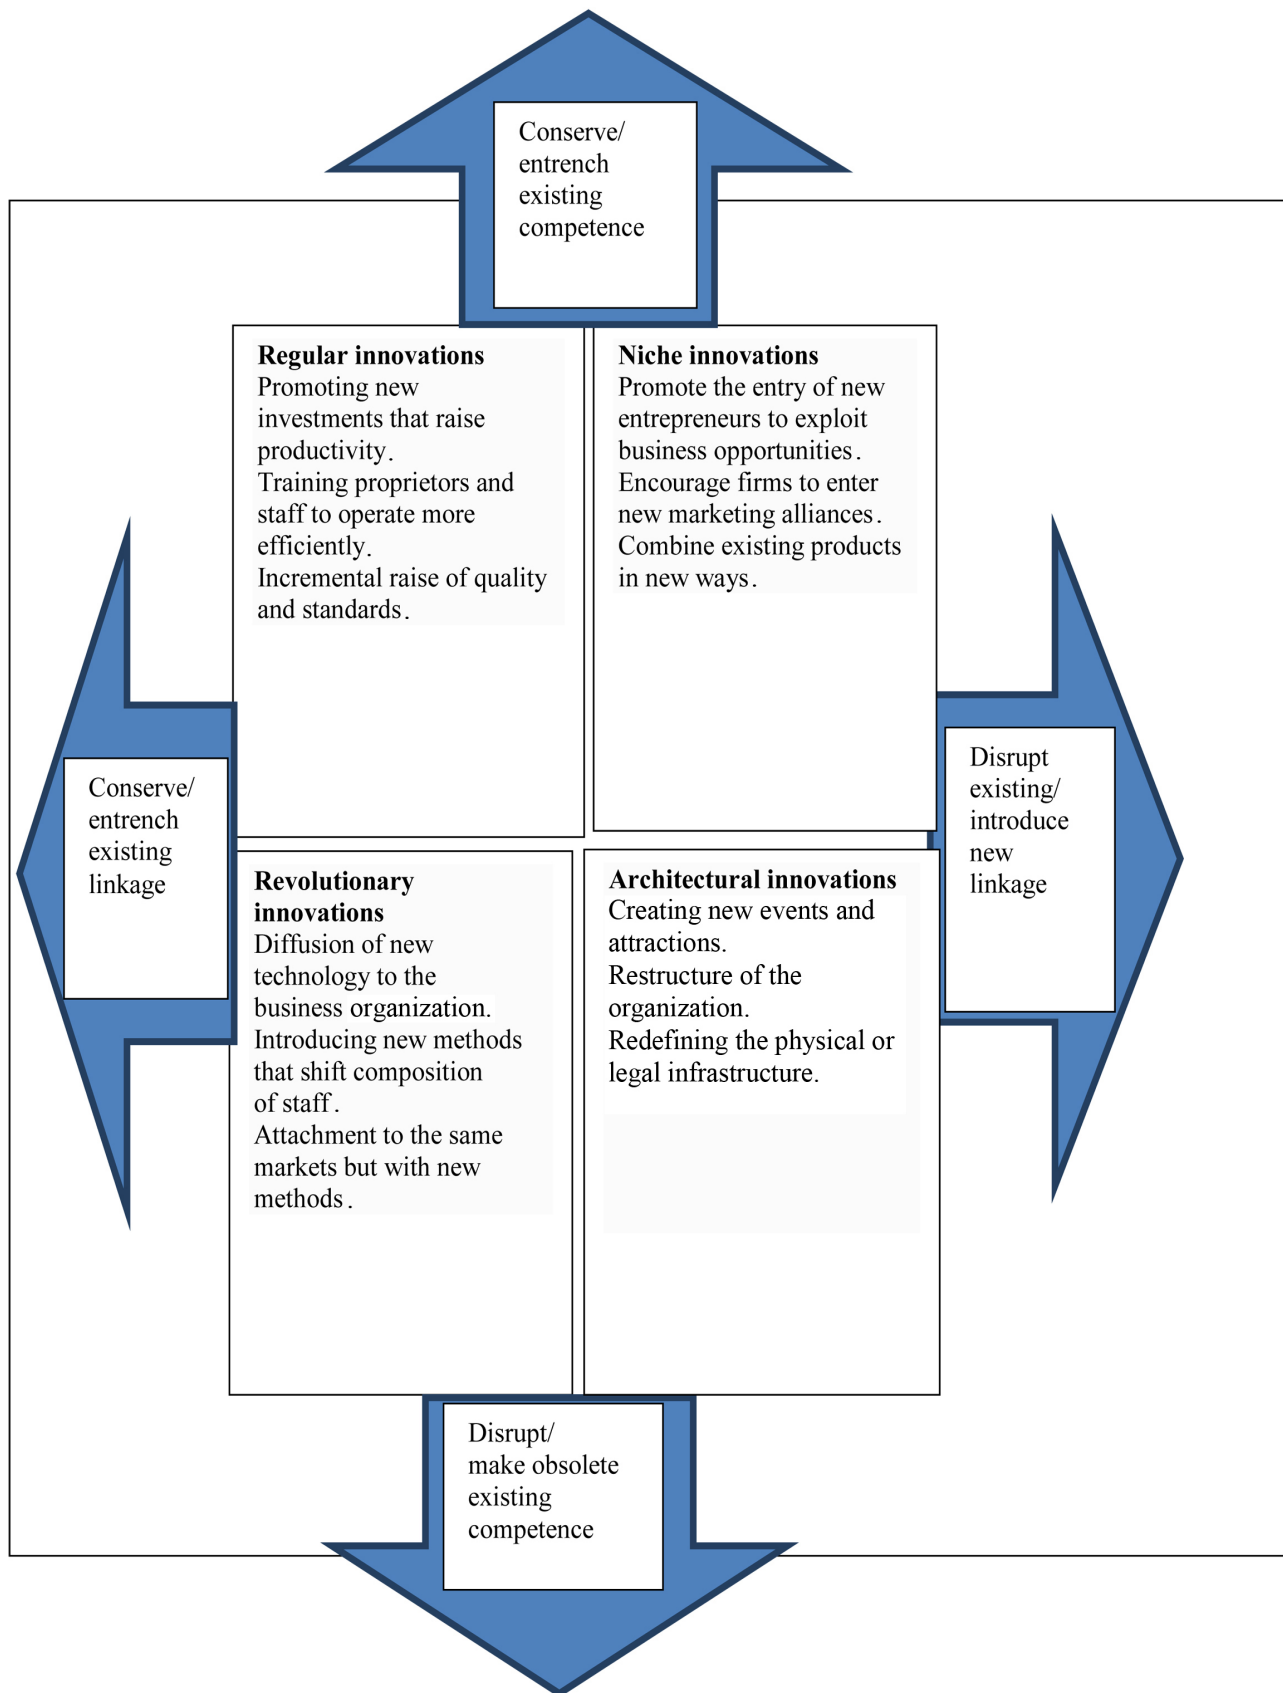 Conserve/
entrench
existing
competence
Regular innovations
Promoting new
investments that raise
productivity.
Training proprietors and
staff to operate more
efficiently.
Incremental raise of quality
and standards.
Niche innovations
Promote the entry of new
entrepreneurs to exploit
business opportunities.
Encourage firms to enter
new marketing alliances.
Combine existing products
in new ways.
Conserve/
entrench
existing
linkage
Disrupt
existing/
introduce
new
linkage
Revolutionary
innovations
Diffusion of new
technology to the
business organization.
Introducing new methods
that shift composition
of staff.
Attachment to the same
markets but with new
methods.
Architectural innovations
Creating new events and
attractions.
Restructure of the
organization.
Redefining the physical or
legal infrastructure.
Disrupt/
make obsolete
existing
competence